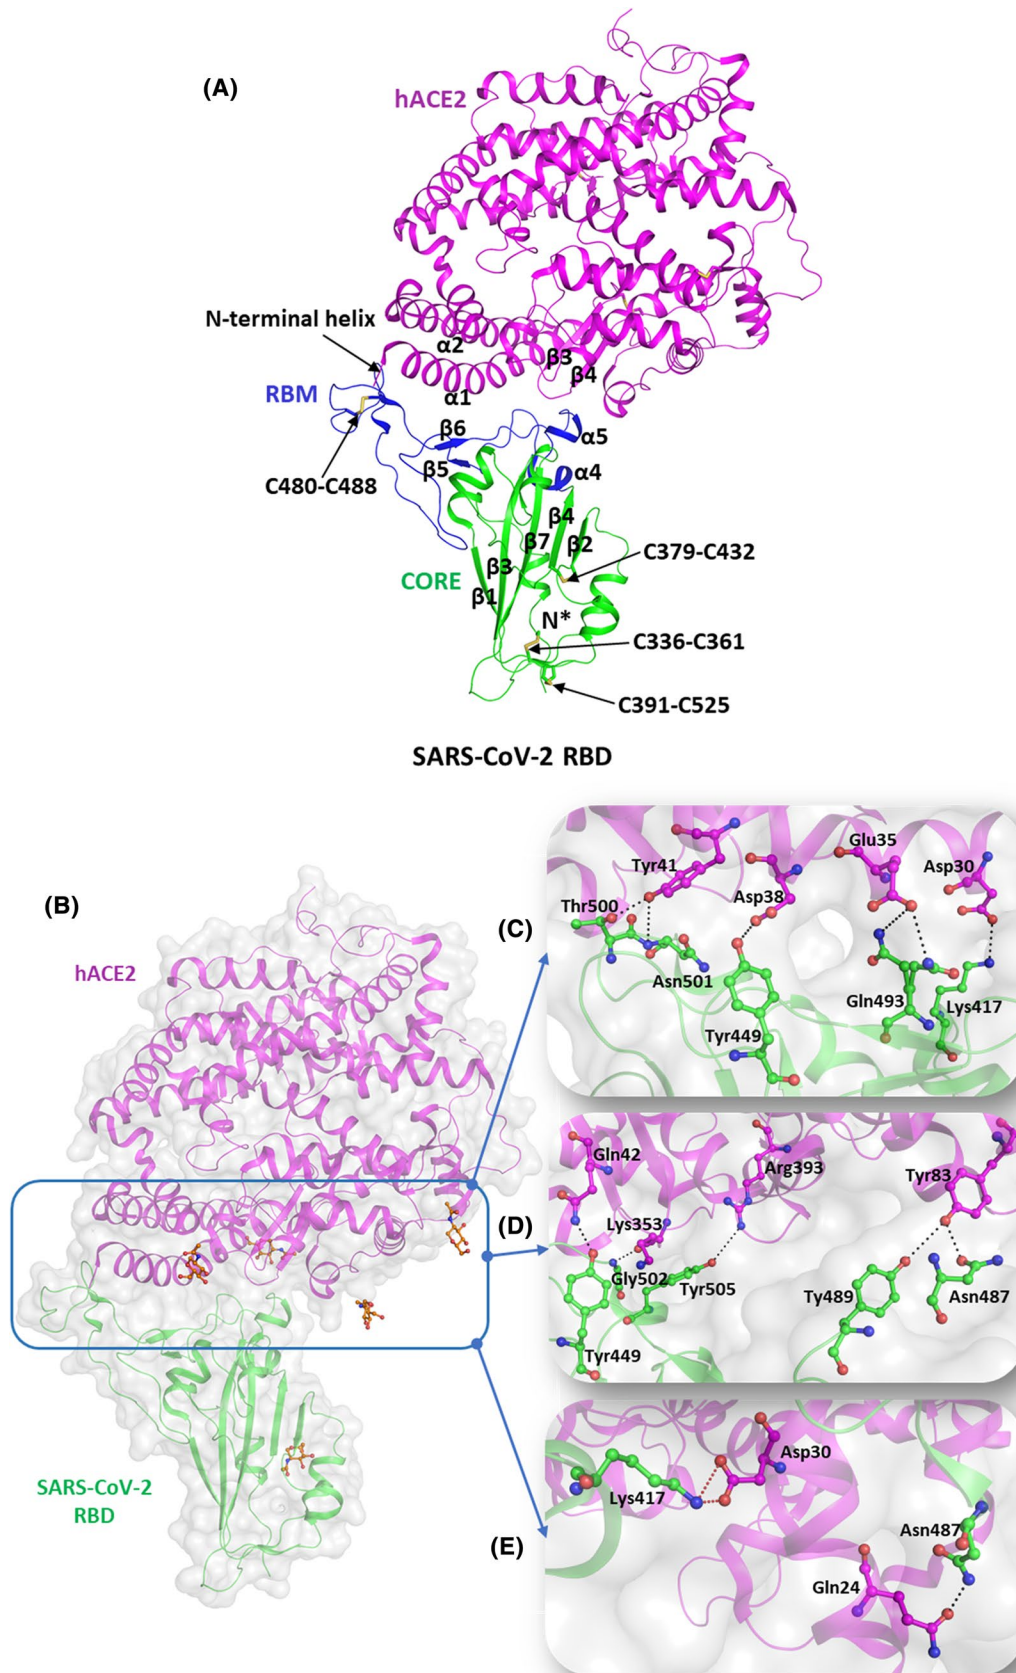 (A)
hACE2
N-terminal helix
α2
β3
β4
RBM
α1
β6
α5
β5
α4
C480-C488
β4
β7
β2
C379-C432
β3
CORE
β1
N*
C336-C361
C391-C525
SARS-CoV-2 RBD
(B)
hACE2
SARS-CoV-2
RBD
(C)
Tyr41
Glu35
Asp30
Asp38
Thr500
Asn501
Gln493
Lys417
Tyr449
(D)
Gln42
Arg393
Tyr83
Lys353
Gly502
Tyr505
Ty489
Asn487
Tyr449
(E)
Asp30
Lys417
Asn487
Gln24